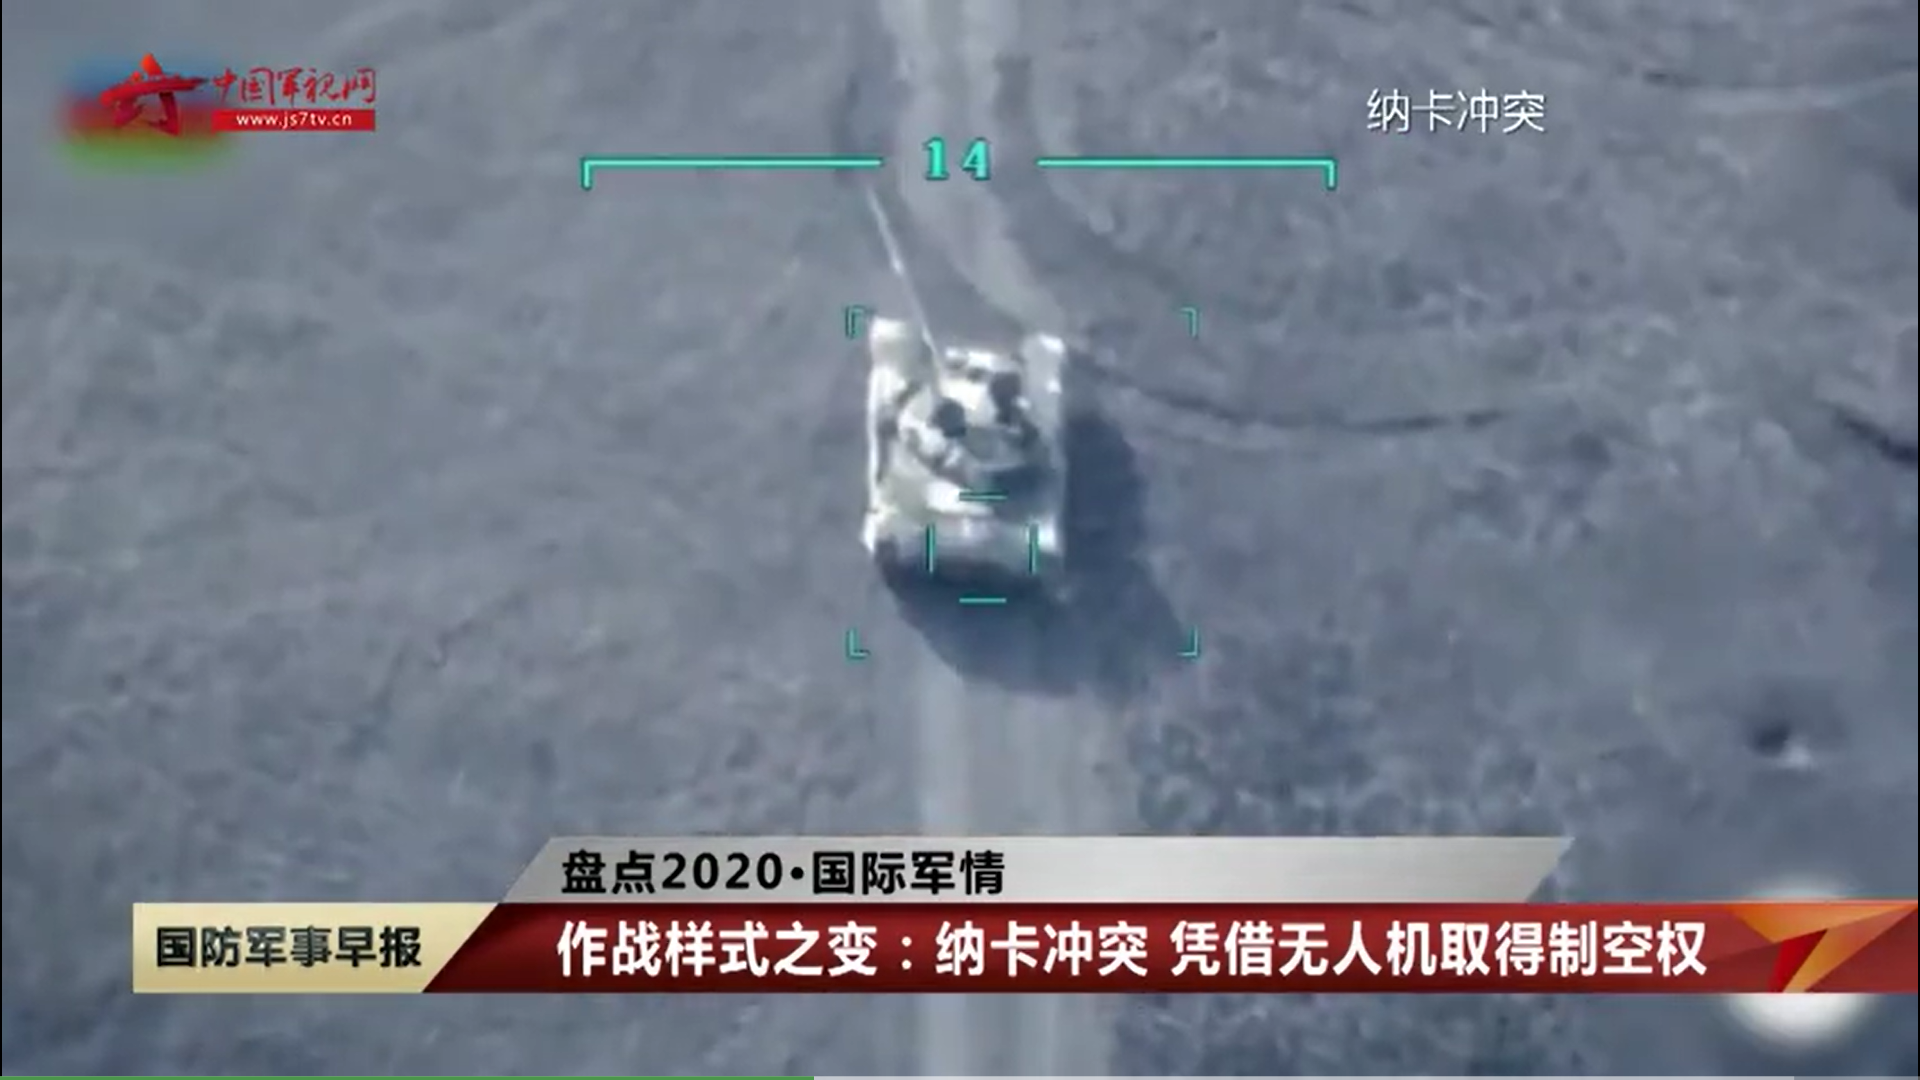 中国军视网
www.js7tv.cn
纳卡冲突
14
盘点2020·国际军情
国防军事早报
作战样式之变：纳卡冲突 凭借无人机取得制空权